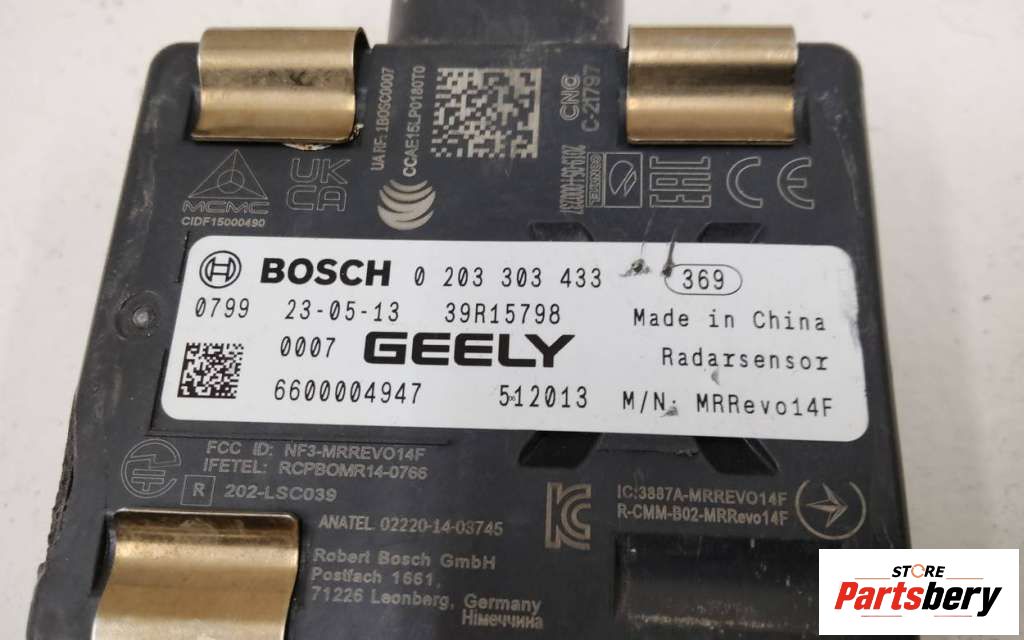 UA RF: 1BOSC0007
CCAE15LP0180T0
CNC
C-21797
MCMC
CIDF15000490
UK
CA
EAC
CE
BOSCH 0 203 303 433 369
0799 23-05-13 39R15798 Made in China
0007 GEELY Radarsensor
6600004947 512013 M/N: MRRevo14F
FCC ID: NF3-MRREVO14F
IFETEL: RCPBOMR14-0766
R 202-LSC039
ANATEL 02220-14-03745
IC:3887A-MRREVO14F
R-CMM-B02-MRRevo14F
Robert Bosch GmbH
Postfach 1661,
71226 Leonberg, Germany
Німеччина
STORE
Partsbery